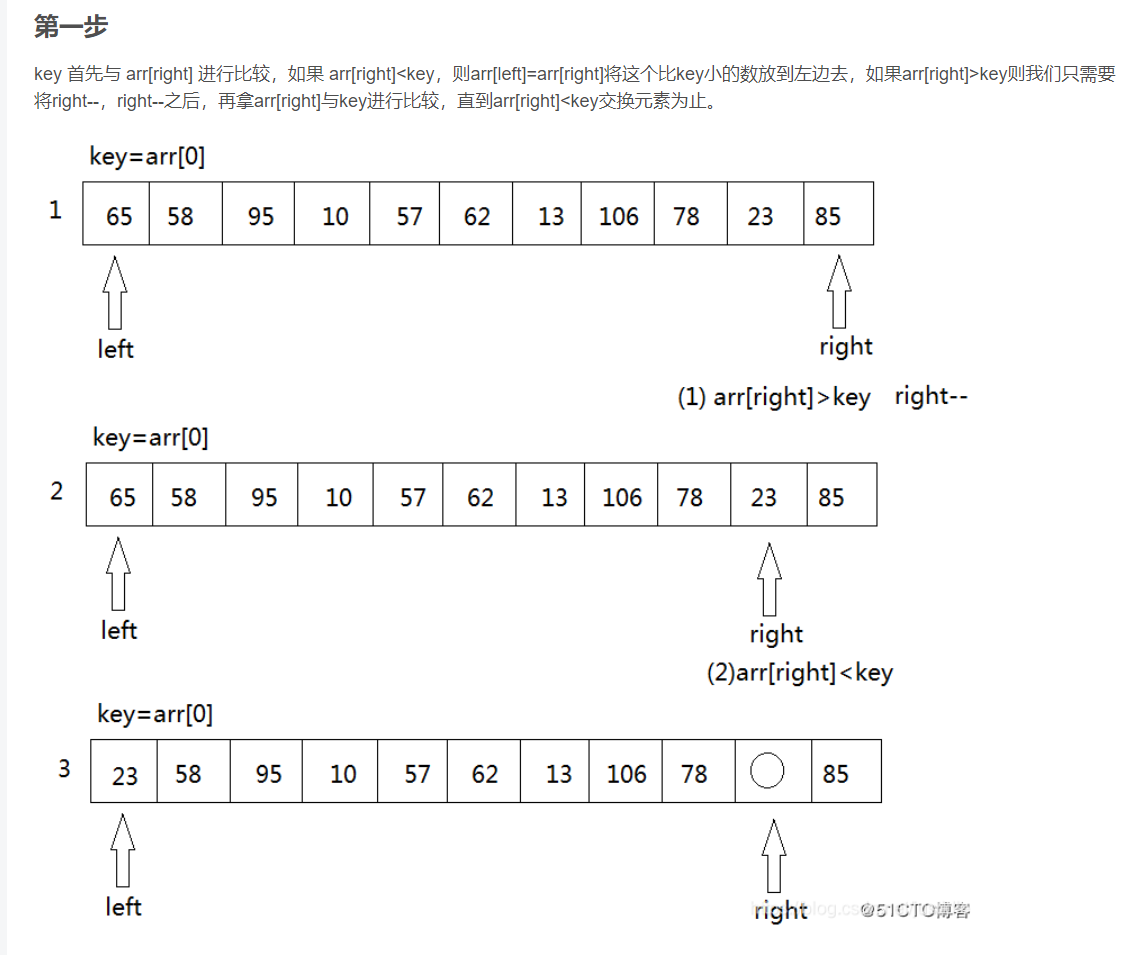 第一步
key 首先与 arr[right] 进行比较，如果 arr[right]<key，则arr[left]=arr[right]将这个比key小的数放到左边去，如果arr[right]>key则我们只需要
将right--，right--之后，再拿arr[right]与key进行比较，直到arr[right]<key交换元素为止。
key=arr[0]
1 65 58 95 10 57 62 13 106 78 23 85
left right
(1) arr[right]>key right--
key=arr[0]
2 65 58 95 10 57 62 13 106 78 23 85
left right
(2)arr[right]<key
key=arr[0]
3 23 58 95 10 57 62 13 106 78 85
left right
@51CTO博客